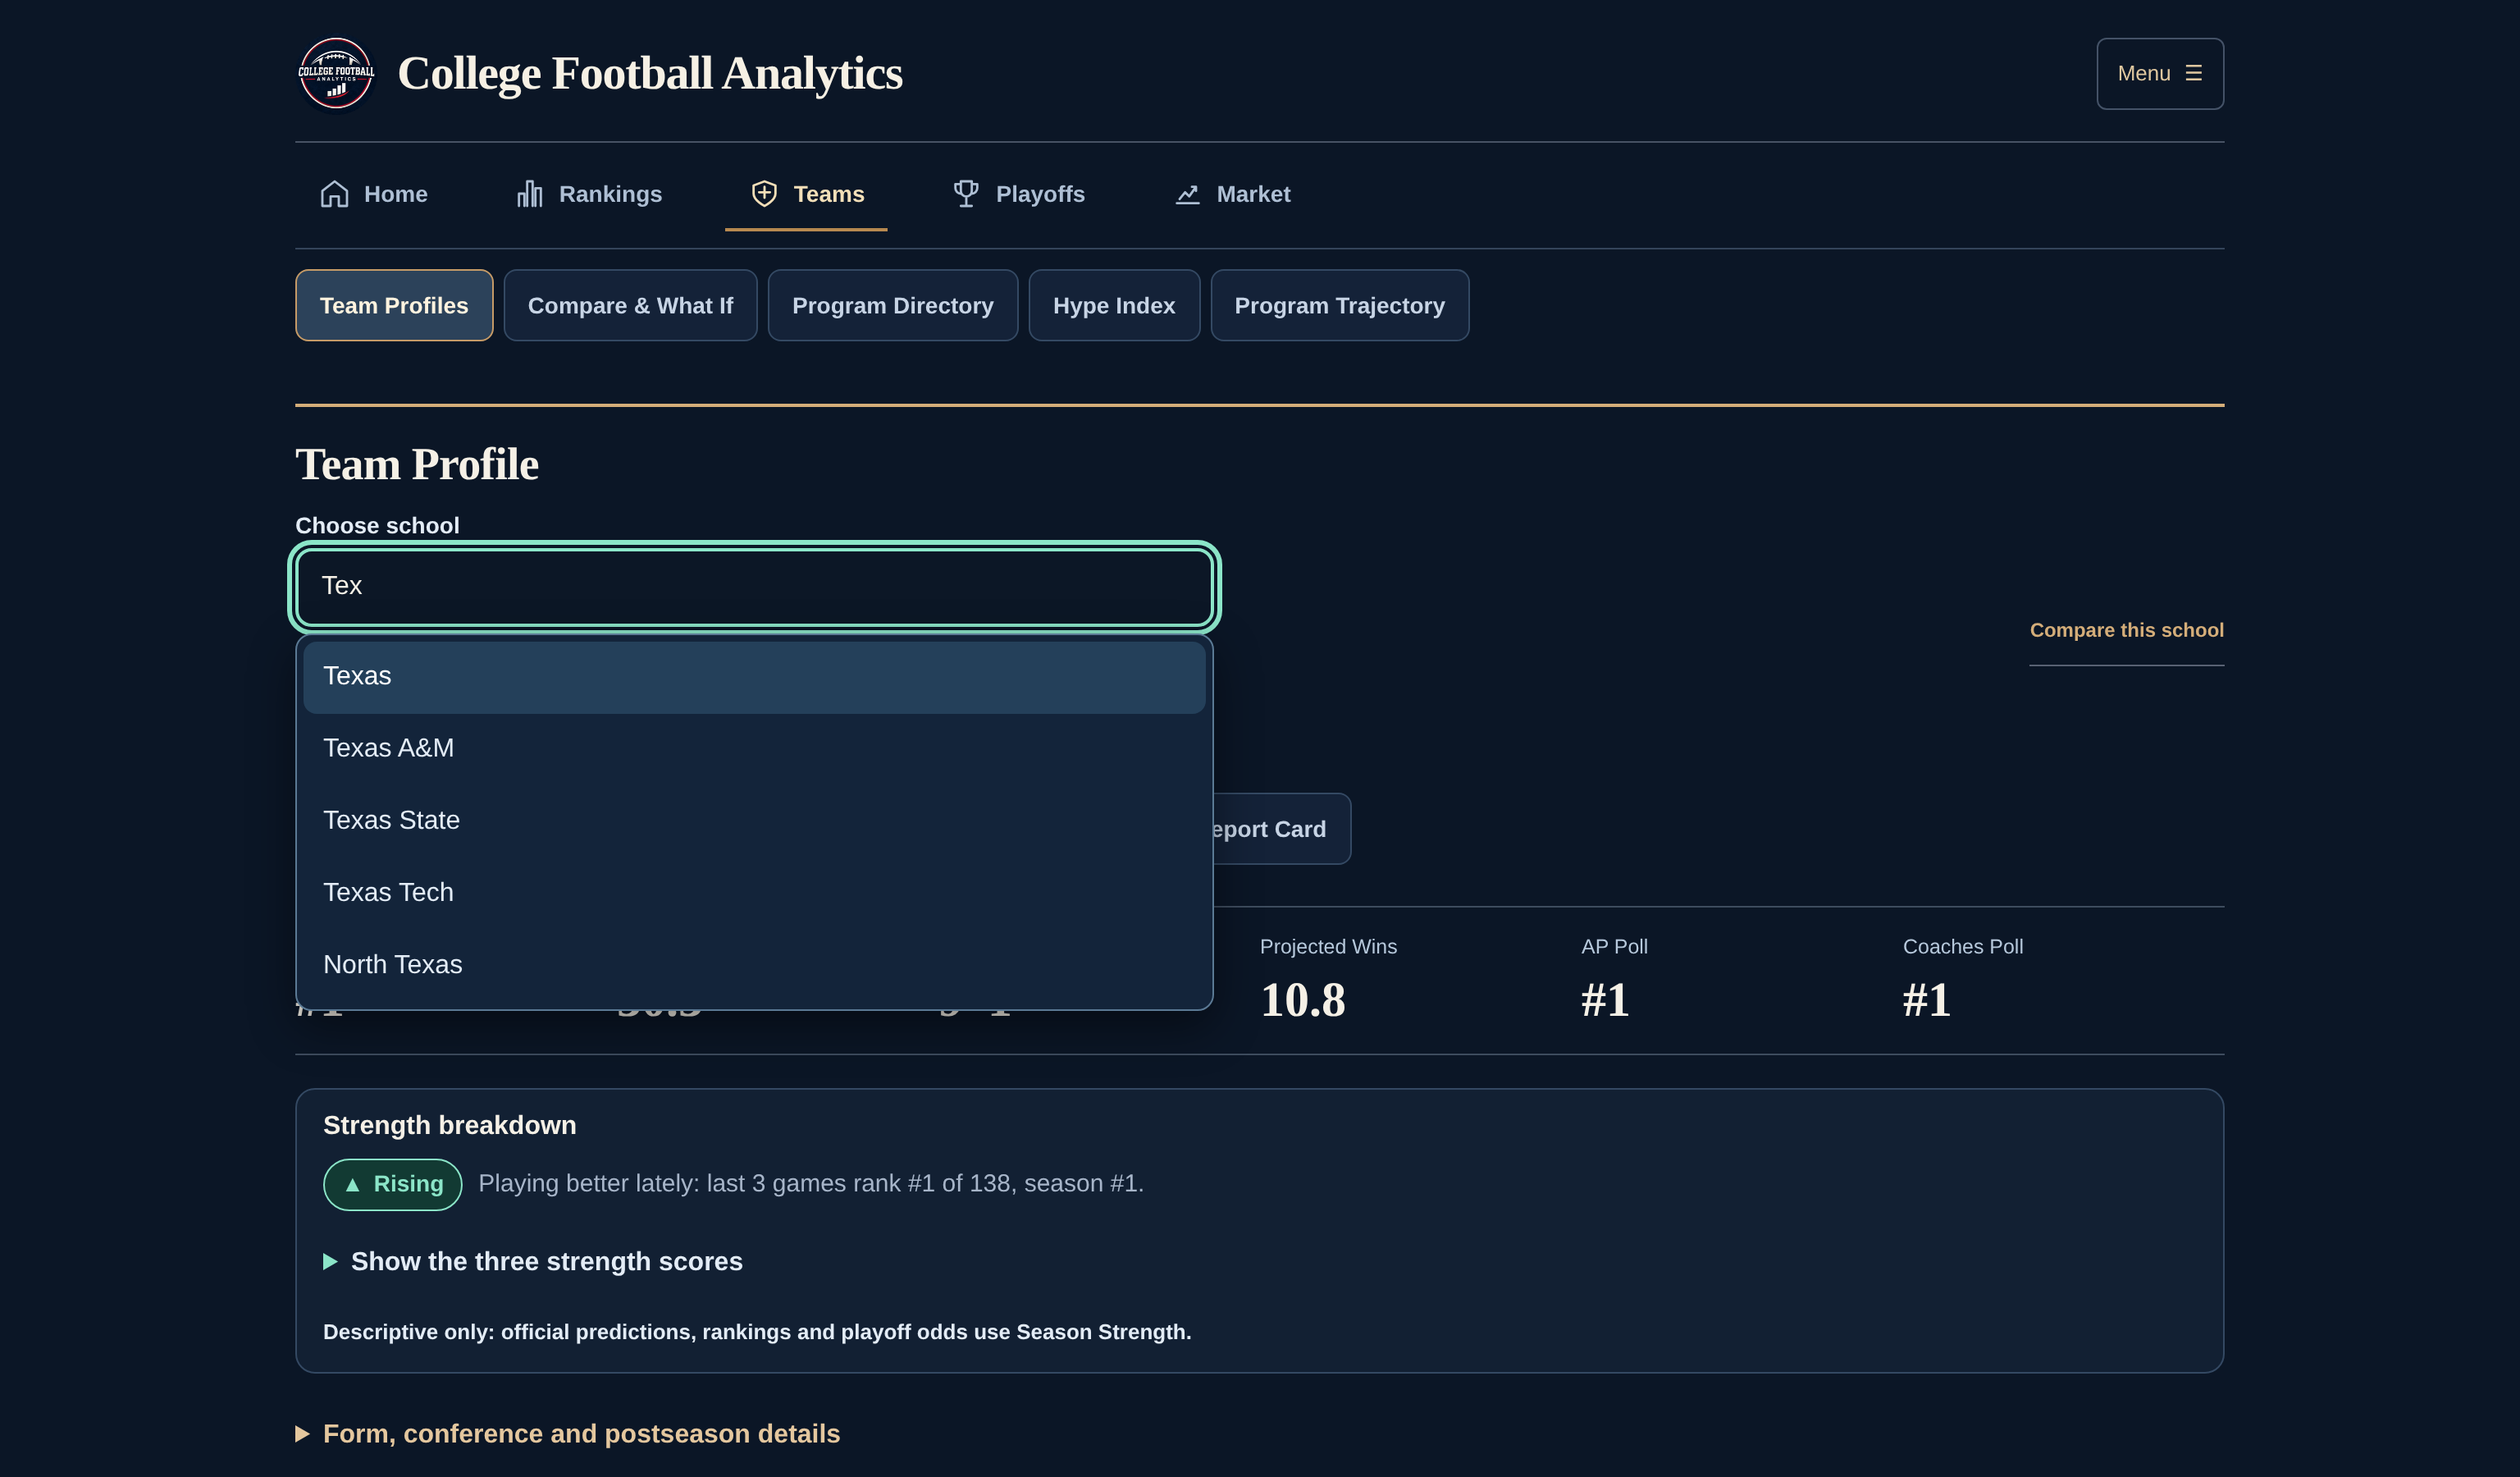 COLLEGE FOOTBALL
ANALYTICS
College Football Analytics
Menu
Home
Rankings
Teams
Playoffs
Market
Team Profiles
Compare & What If
Program Directory
Hype Index
Program Trajectory
Team Profile
Choose school
Tex
Compare this school
Texas
Texas A&M
Texas State
Texas Tech
North Texas
Card
Projected Wins
AP Poll
Coaches Poll
10.8
#1
#1
Strength breakdown
▲ Rising
Playing better lately: last 3 games rank #1 of 138, season #1.
Show the three strength scores
Descriptive only: official predictions, rankings and playoff odds use Season Strength.
Form, conference and postseason details